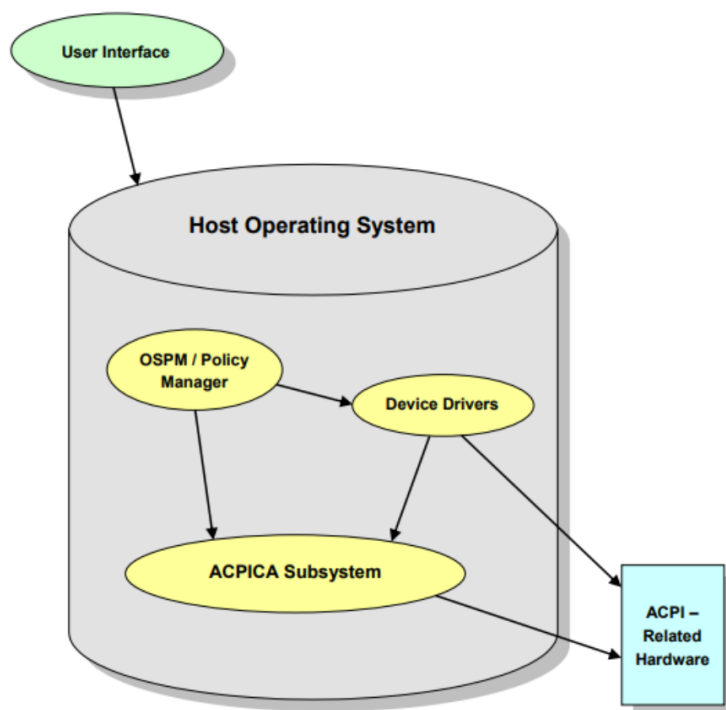 User Interface
Host Operating System
OSPM / Policy
Manager
Device Drivers
ACPICA Subsystem
ACPI –
Related
Hardware